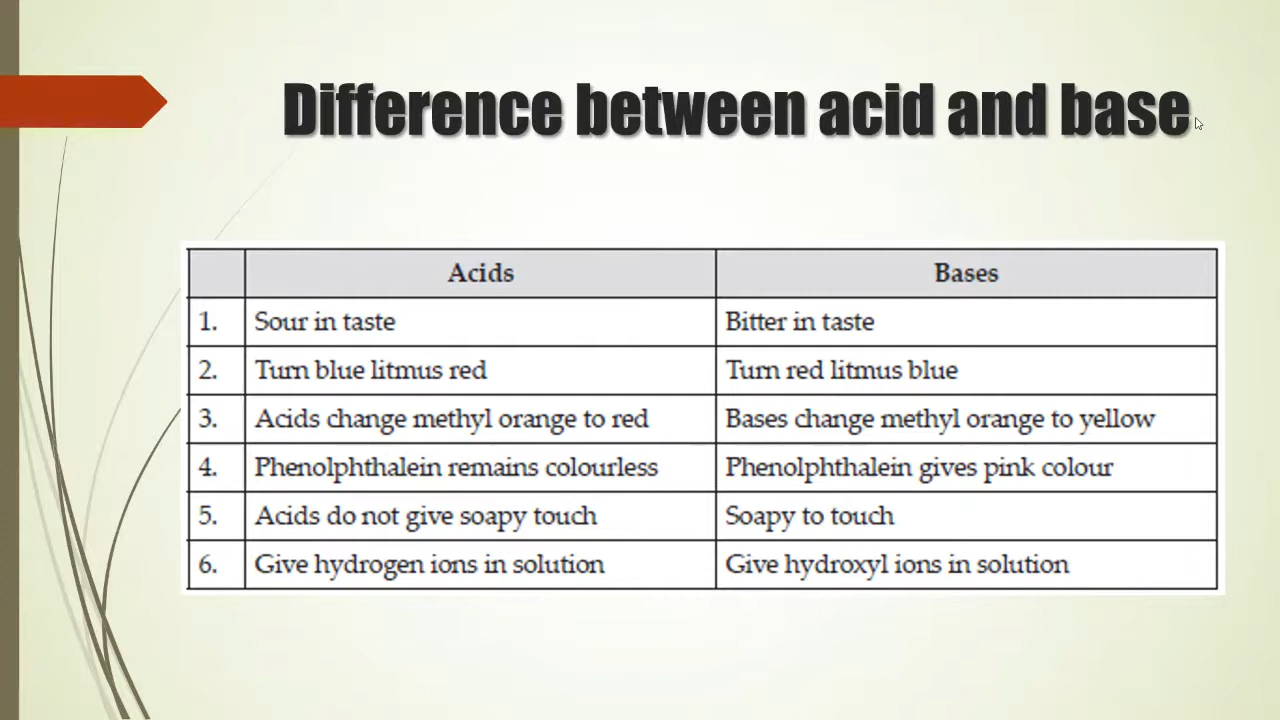 Difference between acid and base
Acids Bases
1. Sour in taste Bitter in taste
2. Turn blue litmus red Turn red litmus blue
3. Acids change methyl orange to red Bases change methyl orange to yellow
4. Phenolphthalein remains colourless Phenolphthalein gives pink colour
5. Acids do not give soapy touch Soapy to touch
6. Give hydrogen ions in solution Give hydroxyl ions in solution